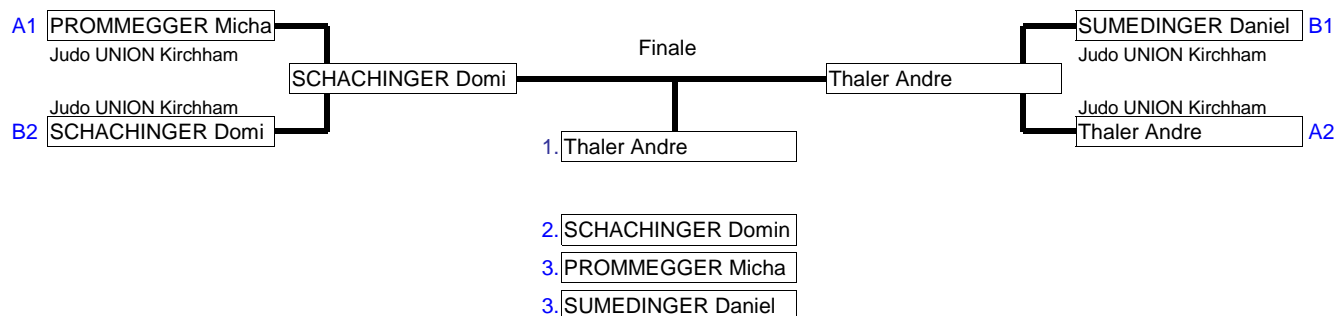 A1 PROMMEGGER Micha
Judo UNION Kirchham
SUMEDINGER Daniel B1
Judo UNION Kirchham
Finale
SCHACHINGER Domi
Thaler Andre
Judo UNION Kirchham
B2 SCHACHINGER Domi
Judo UNION Kirchham
Thaler Andre A2
1. Thaler Andre
2. SCHACHINGER Domin
3. PROMMEGGER Micha
3. SUMEDINGER Daniel